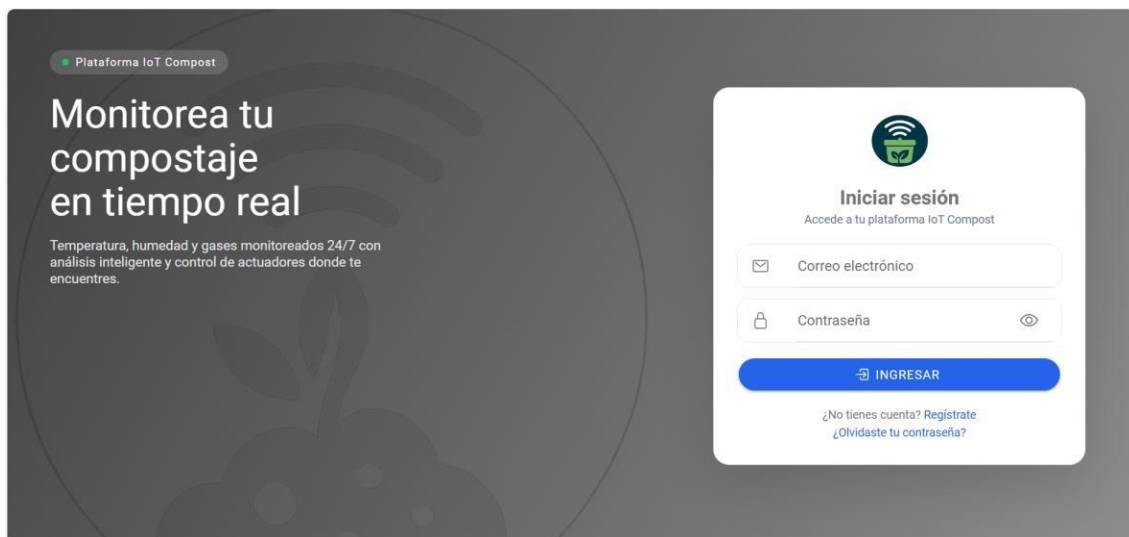 Plataforma IoT Compost
Monitorea tu
compostaje
en tiempo real
Temperatura, humedad y gases monitoreados 24/7 con
análisis inteligente y control de actuadores donde te
encuentres.
Iniciar sesión
Accede a tu plataforma IoT Compost
Correo electrónico
Contraseña
INGRESAR
¿No tienes cuenta? Regístrate
¿Olvidaste tu contraseña?